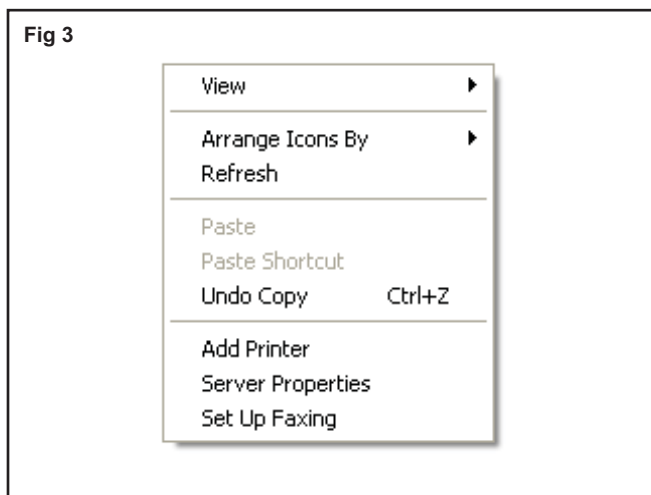 Fig 3
View
Arrange Icons By
Refresh
Paste
Paste Shortcut
Undo Copy Ctrl+Z
Add Printer
Server Properties
Set Up Faxing